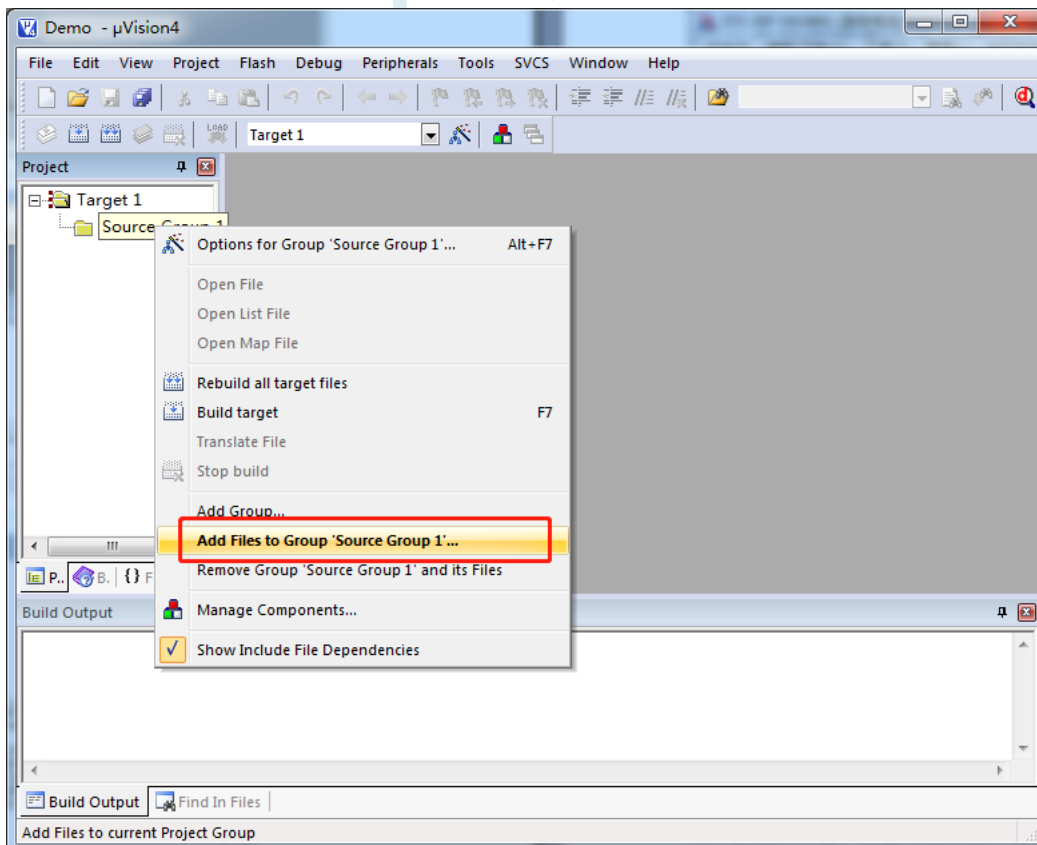 Demo - µVision4
File Edit View Project Flash Debug Peripherals Tools SVCS Window Help
LOAD Target 1
Project
Target 1
Source Group 1
Options for Group 'Source Group 1'... Alt+F7
Open File
Open List File
Open Map File
Rebuild all target files
Build target F7
Translate File
Stop build
Add Group...
Add Files to Group 'Source Group 1'...
Remove Group 'Source Group 1' and its Files
Manage Components...
Show Include File Dependencies
P.. B. {} F
Build Output
Build Output Find In Files
Add Files to current Project Group